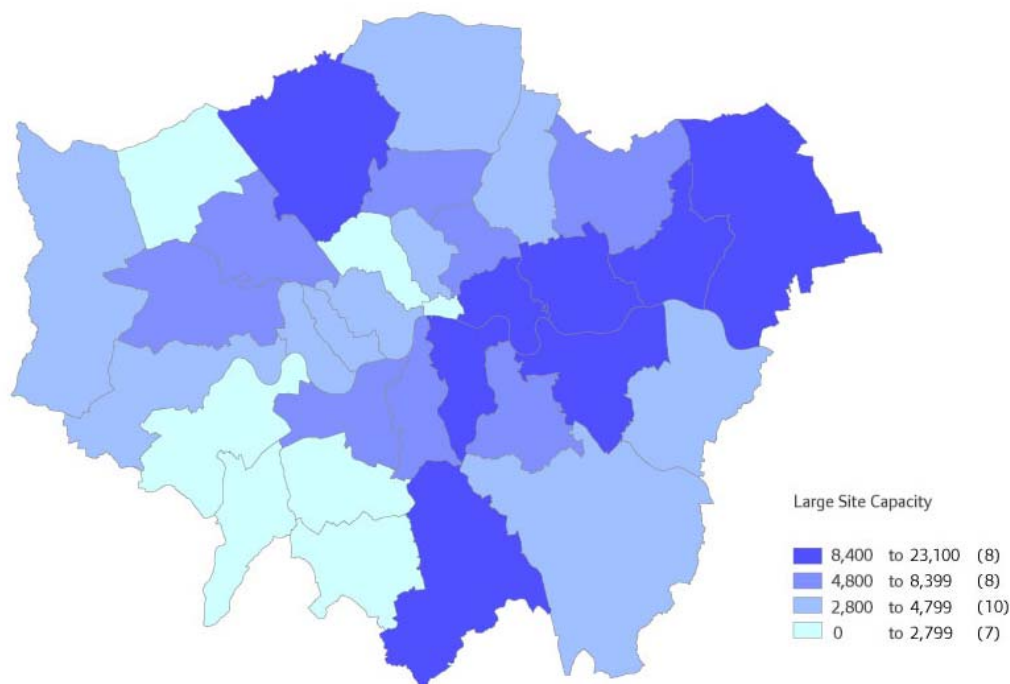 Large Site Capacity
8,400 to 23,100 (8)
4,800 to 8,399 (8)
2,800 to 4,799 (10)
0 to 2,799 (7)